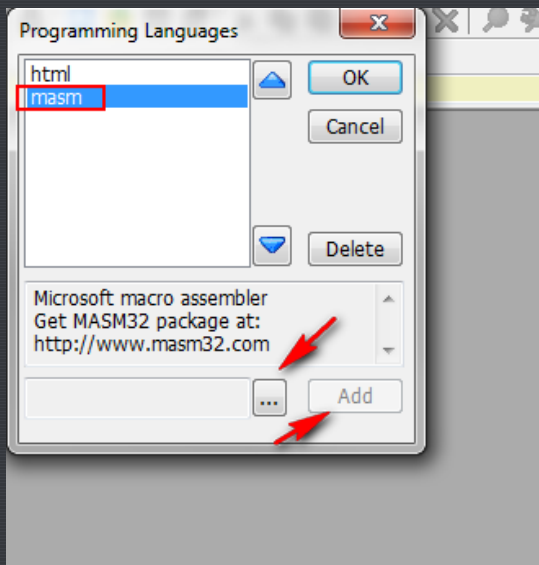 Programming Languages
html
masm
OK
Cancel
Delete
Microsoft macro assembler
Get MASM32 package at:
http://www.masm32.com
...
Add